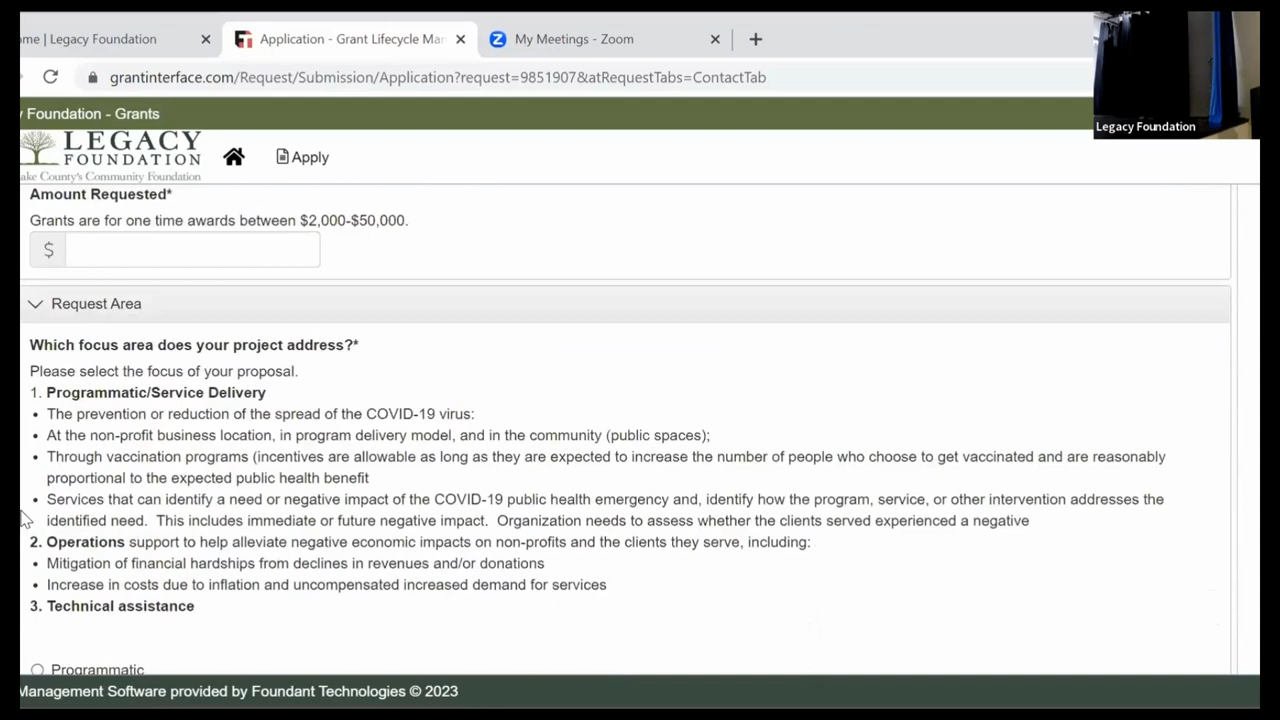 ome | Legacy Foundation
Application - Grant Lifecycle Mar
My Meetings - Zoom
grantinterface.com/Request/Submission/Application?request=9851907&atRequestTabs=ContactTab
Legacy Foundation
y Foundation - Grants
LEGACY
FOUNDATION
ake County's Community Foundation
Apply
Amount Requested*
Grants are for one time awards between $2,000-$50,000.
$
Request Area
Which focus area does your project address?*
Please select the focus of your proposal.
1. Programmatic/Service Delivery
• The prevention or reduction of the spread of the COVID-19 virus:
• At the non-profit business location, in program delivery model, and in the community (public spaces);
• Through vaccination programs (incentives are allowable as long as they are expected to increase the number of people who choose to get vaccinated and are reasonably
proportional to the expected public health benefit
• Services that can identify a need or negative impact of the COVID-19 public health emergency and, identify how the program, service, or other intervention addresses the
identified need. This includes immediate or future negative impact. Organization needs to assess whether the clients served experienced a negative
2. Operations support to help alleviate negative economic impacts on non-profits and the clients they serve, including:
• Mitigation of financial hardships from declines in revenues and/or donations
• Increase in costs due to inflation and uncompensated increased demand for services
3. Technical assistance
Programmatic
Management Software provided by Foundant Technologies © 2023